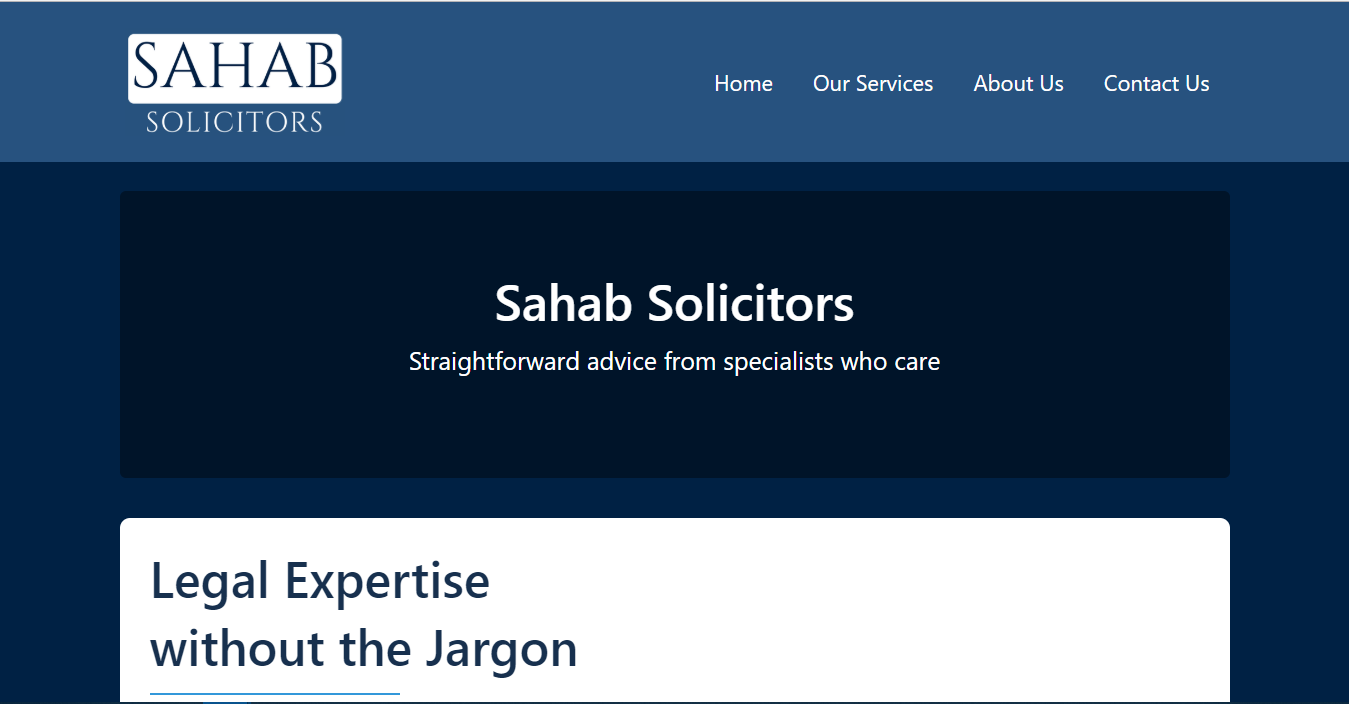 SAHAB
SOLICITORS
Home Our Services About Us Contact Us
Sahab Solicitors
Straightforward advice from specialists who care
Legal Expertise
without the Jargon